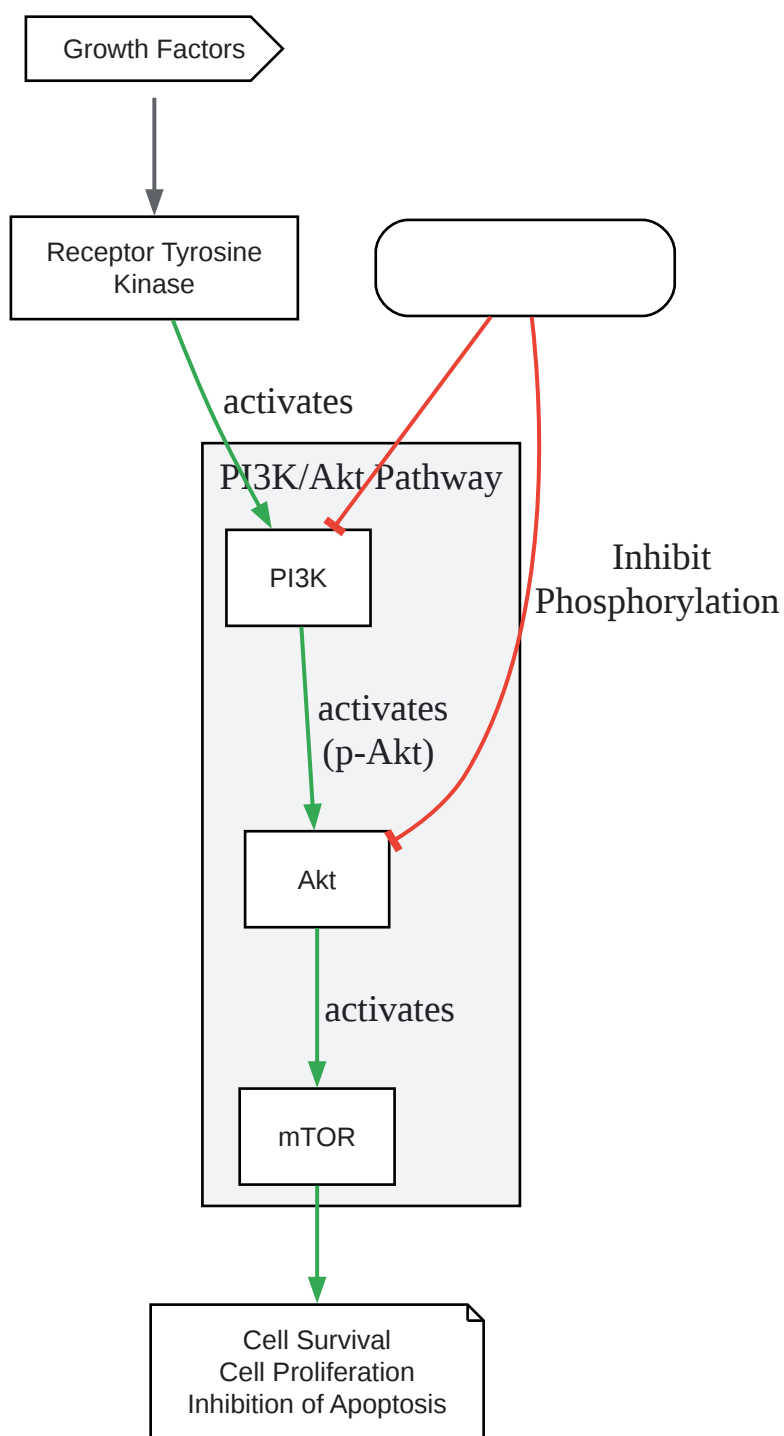 Growth Factors
Receptor Tyrosine
Kinase
activates
PI3K/Akt Pathway
PI3K
Inhibit
Phosphorylation
activates
(p-Akt)
Akt
activates
mTOR
Cell Survival
Cell Proliferation
Inhibition of Apoptosis